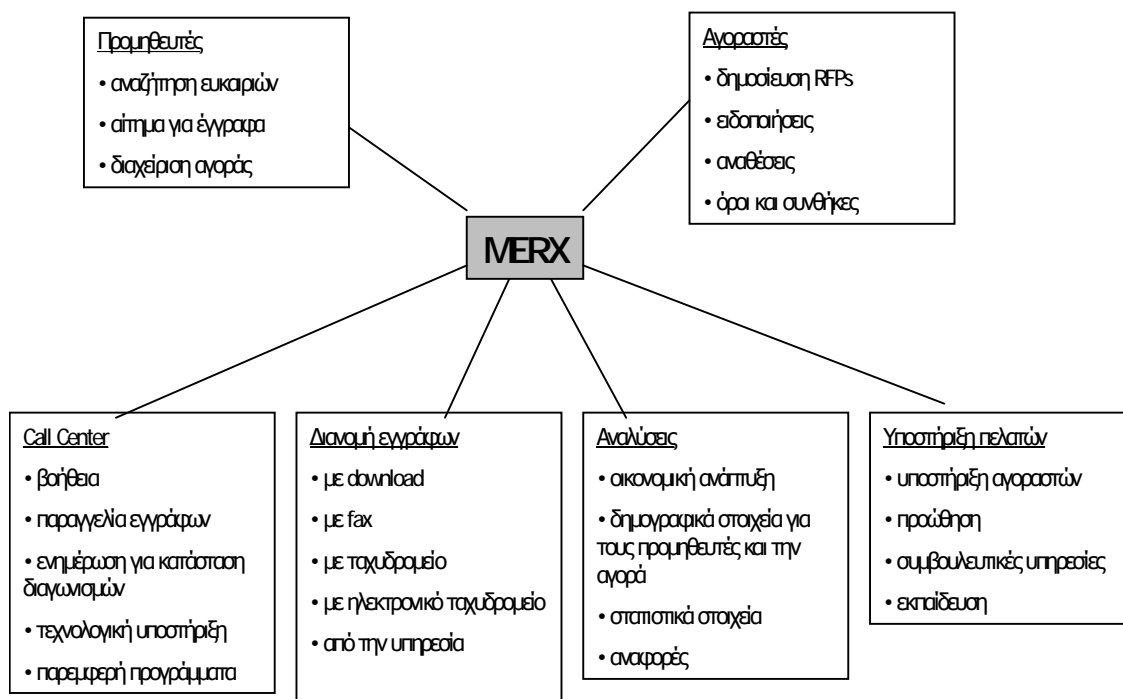 Προμηθευτές
• αναζήτηση ευκαιριών
• αίτημα για έγγραφα
• διαχείριση αγοράς
Αγοραστές
• δημοσίευση RFPs
• ειδοποιήσεις
• αναθέσεις
• όροι και συνθήκες
MERX
Call Center
• βοήθεια
• παραγγελία εγγράφων
• ενημέρωση για κατάσταση
διαγωνισμών
• τεχνολογική υποστήριξη
• παρεμφερή προγράμματα
Διανομή εγγράφων
• με download
• με fax
• με ταχυδρομείο
• με ηλεκτρονικό ταχυδρομείο
• από την υπηρεσία
Αναλύσεις
• οικονομική ανάπτυξη
• δημογραφικά στοιχεία για
τους προμηθευτές και την
αγορά
• στατιστικά στοιχεία
• αναφορές
Υποστήριξη πελατών
• υποστήριξη αγοραστών
• προώθηση
• συμβουλευτικές υπηρεσίες
• εκπαίδευση